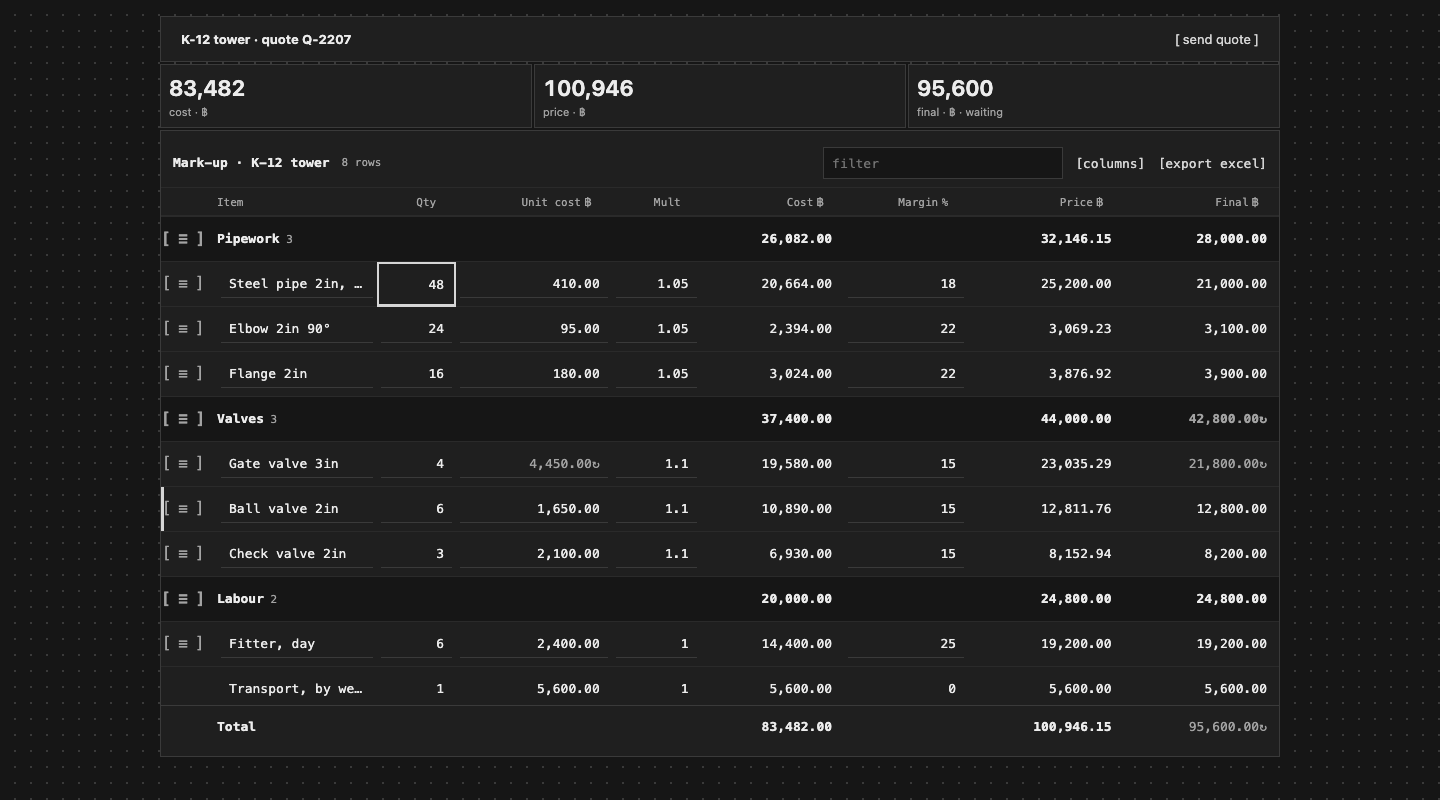 K-12 tower · quote Q-2207 [ send quote ]
83,482 100,946 95,600
cost · ฿ price · ฿ final · ฿ · waiting
Mark-up · K-12 tower 8 rows filter [columns] [export excel]
Item Qty Unit cost ฿ Mult Cost ฿ Margin % Price ฿ Final ฿
[ ≡ ] Pipework 3 26,082.00 32,146.15 28,000.00
[ ≡ ] Steel pipe 2in, … 48 410.00 1.05 20,664.00 18 25,200.00 21,000.00
[ ≡ ] Elbow 2in 90° 24 95.00 1.05 2,394.00 22 3,069.23 3,100.00
[ ≡ ] Flange 2in 16 180.00 1.05 3,024.00 22 3,876.92 3,900.00
[ ≡ ] Valves 3 37,400.00 44,000.00 42,800.00↻
[ ≡ ] Gate valve 3in 4 4,450.00↻ 1.1 19,580.00 15 23,035.29 21,800.00↻
[ ≡ ] Ball valve 2in 6 1,650.00 1.1 10,890.00 15 12,811.76 12,800.00
[ ≡ ] Check valve 2in 3 2,100.00 1.1 6,930.00 15 8,152.94 8,200.00
[ ≡ ] Labour 2 20,000.00 24,800.00 24,800.00
[ ≡ ] Fitter, day 6 2,400.00 1 14,400.00 25 19,200.00 19,200.00
Transport, by we… 1 5,600.00 1 5,600.00 0 5,600.00 5,600.00
Total 83,482.00 100,946.15 95,600.00↻